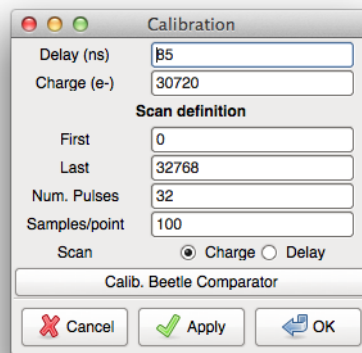 Calibration
Delay (ns) 85
Charge (e-) 30720
Scan definition
First 0
Last 32768
Num. Pulses 32
Samples/point 100
Scan Charge Delay
Calib. Beetle Comparator
Cancel Apply OK